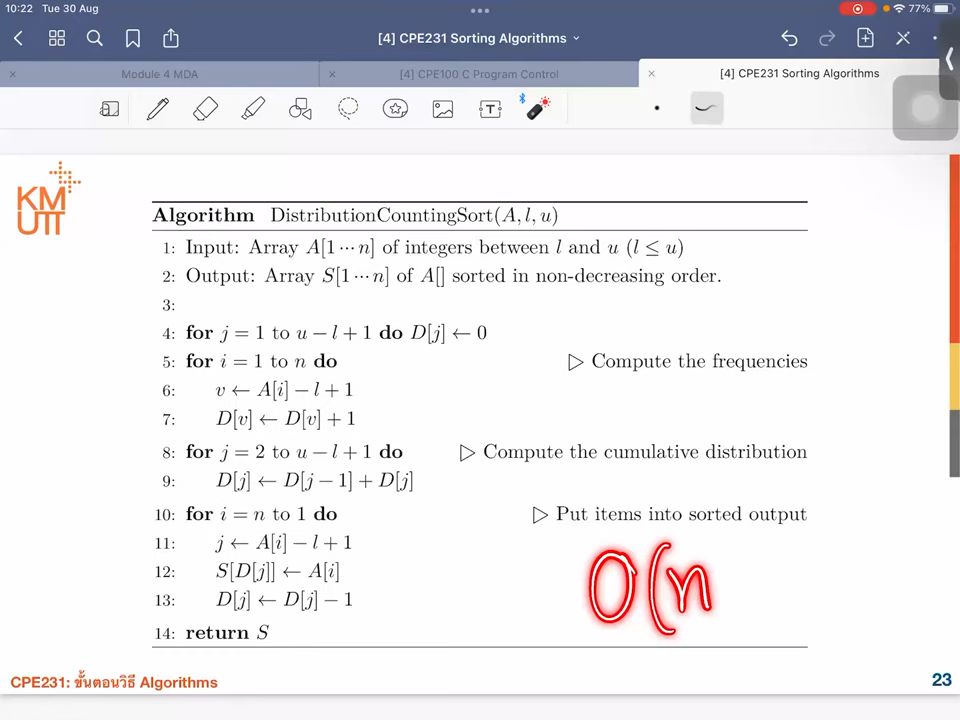 10:22 Tue 30 Aug
77%
[4] CPE231 Sorting Algorithms
Module 4 MDA
[4] CPE100 C Program Control
[4] CPE231 Sorting Algorithms
T
KM
UTT
Algorithm DistributionCountingSort(A, l, u)
1: Input: Array A[1 ⋯ n] of integers between l and u (l ≤ u)
2: Output: Array S[1 ⋯ n] of A[] sorted in non-decreasing order.
3:
4: for j = 1 to u − l + 1 do D[j] ← 0
5: for i = 1 to n do ▷ Compute the frequencies
6: v ← A[i] − l + 1
7: D[v] ← D[v] + 1
8: for j = 2 to u − l + 1 do ▷ Compute the cumulative distribution
9: D[j] ← D[j − 1] + D[j]
10: for i = n to 1 do ▷ Put items into sorted output
11: j ← A[i] − l + 1
12: S[D[j]] ← A[i]
13: D[j] ← D[j] − 1
14: return S
O(n
CPE231: ขั้นตอนวิธี Algorithms
23